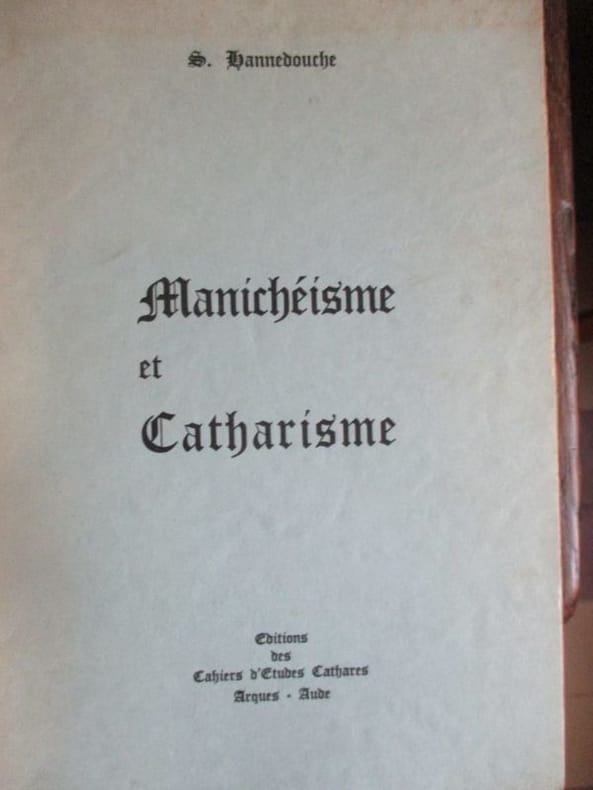 S. Hannedouche
Manichéisme
et
Catharisme
Editions
des
Cahiers d'Etudes Cathares
Arques - Aude